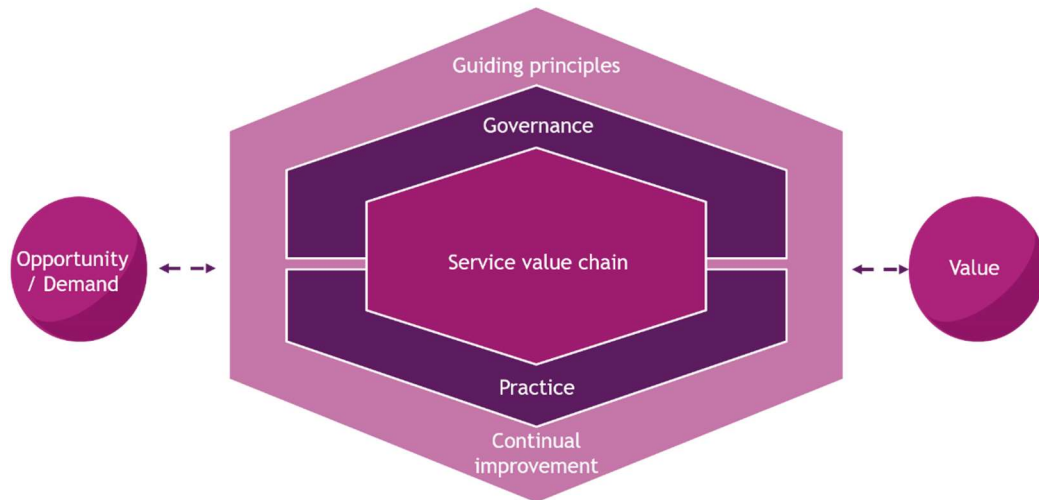 Guiding principles
Governance
Opportunity
/ Demand
Service value chain
Value
Practice
Continual
improvement